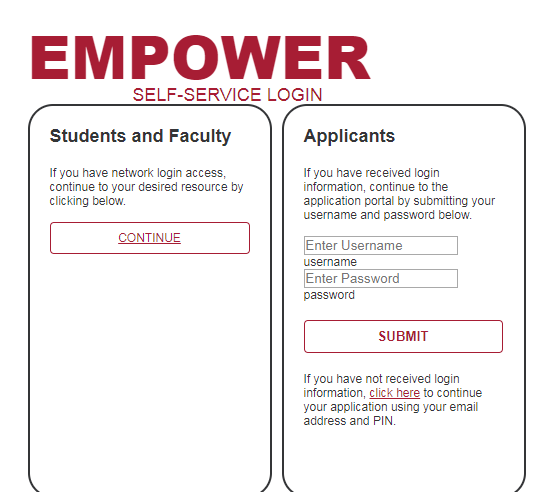 EMPOWER
SELF-SERVICE LOGIN
Students and Faculty
If you have network login access,
continue to your desired resource by
clicking below.
CONTINUE
Applicants
If you have received login
information, continue to the
application portal by submitting your
username and password below.
Enter Username
username
Enter Password
password
SUBMIT
If you have not received login
information, click here to continue
your application using your email
address and PIN.